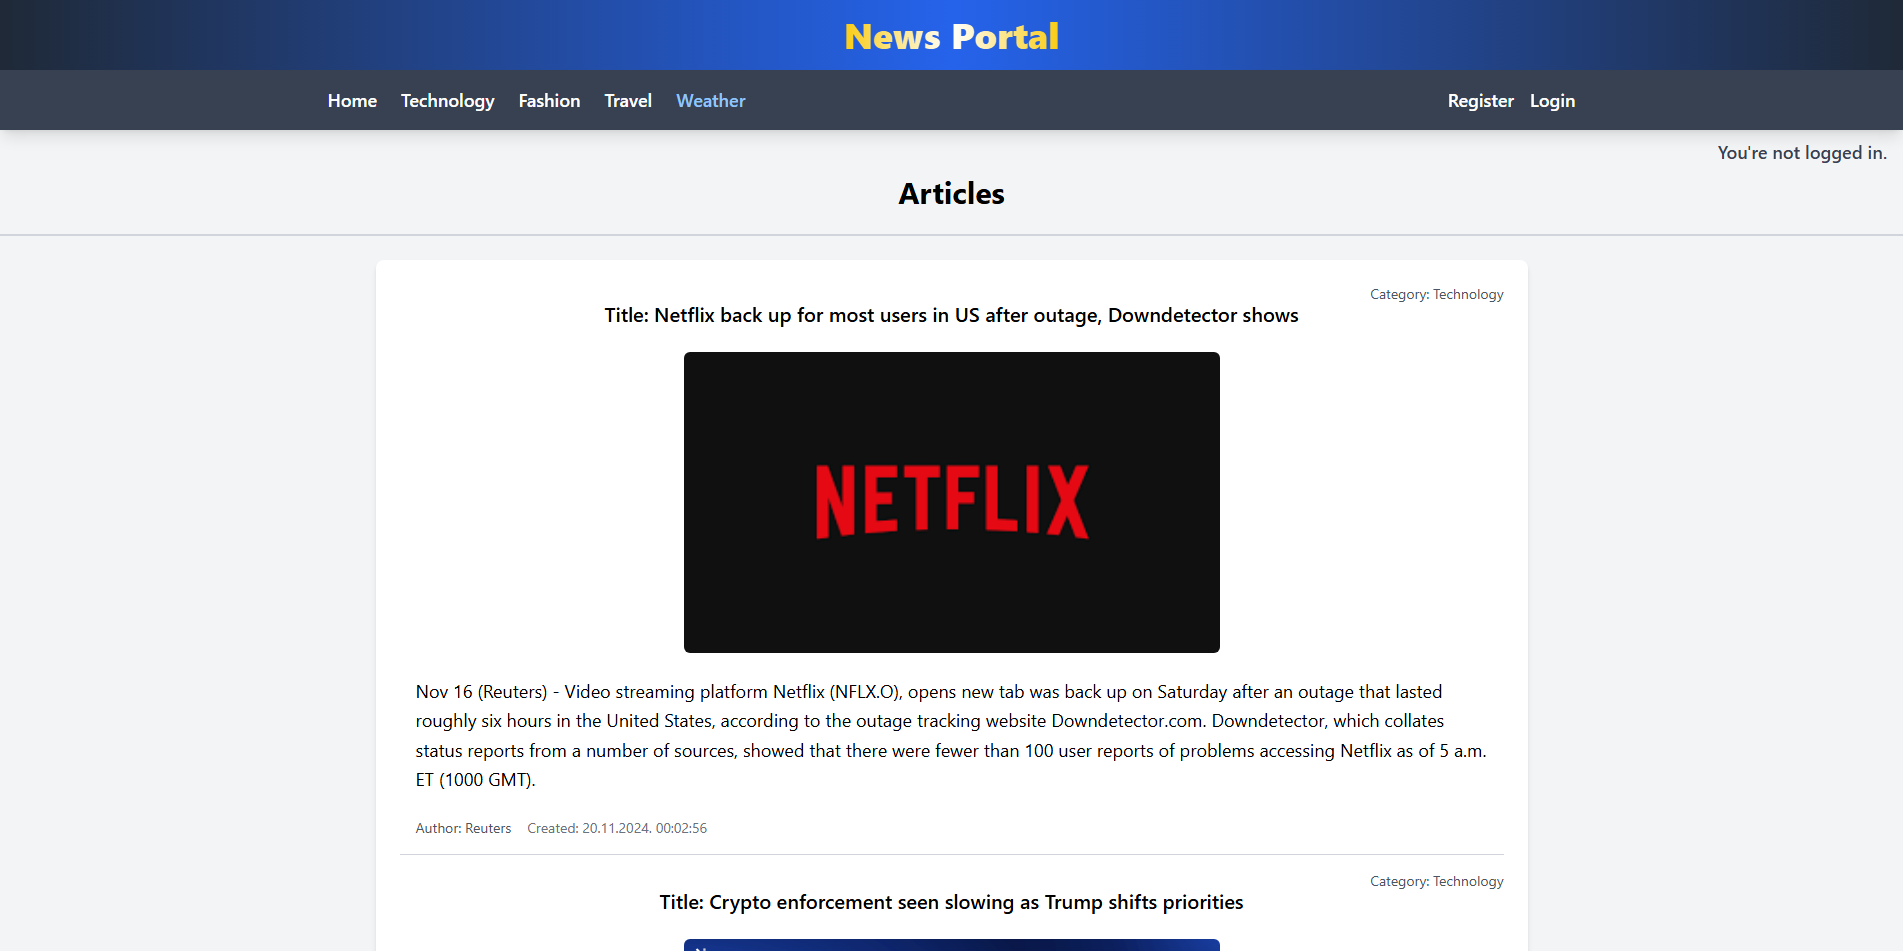 News Portal
Home Technology Fashion Travel Weather Register Login
You're not logged in.
Articles
Category: Technology
Title: Netflix back up for most users in US after outage, Downdetector shows
NETFLIX
Nov 16 (Reuters) - Video streaming platform Netflix (NFLX.O), opens new tab was back up on Saturday after an outage that lasted
roughly six hours in the United States, according to the outage tracking website Downdetector.com. Downdetector, which collates
status reports from a number of sources, showed that there were fewer than 100 user reports of problems accessing Netflix as of 5 a.m.
ET (1000 GMT).
Author: Reuters Created: 20.11.2024. 00:02:56
Category: Technology
Title: Crypto enforcement seen slowing as Trump shifts priorities